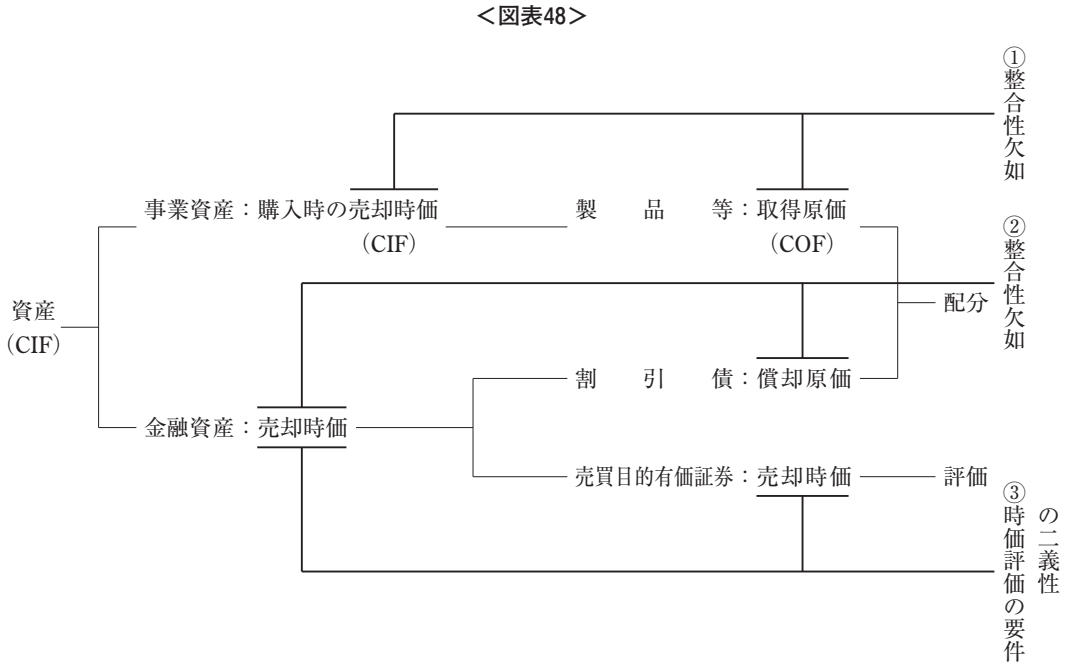 ＜図表48＞
①整合性欠如
事業資産：購入時の売却時価
（CIF）
製品等：取得原価
（COF）
②整合性欠如
資産
（CIF）
配分
割引債：償却原価
金融資産：売却時価
売買目的有価証券：売却時価
評価
③時価評価の要件
の二義性